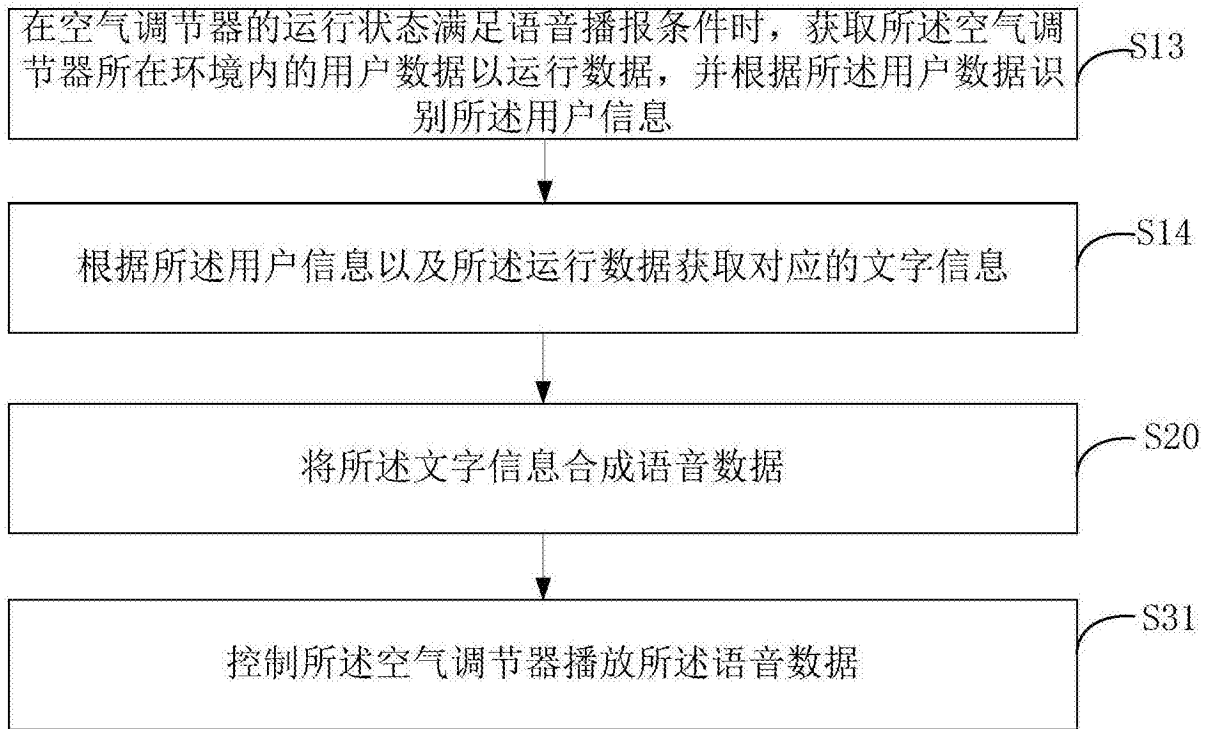 在空气调节器的运行状态满足语音播报条件时，获取所述空气调
节器所在环境内的用户数据以运行数据，并根据所述用户数据识
别所述用户信息
S13
根据所述用户信息以及所述运行数据获取对应的文字信息
S14
将所述文字信息合成语音数据
S20
控制所述空气调节器播放所述语音数据
S31